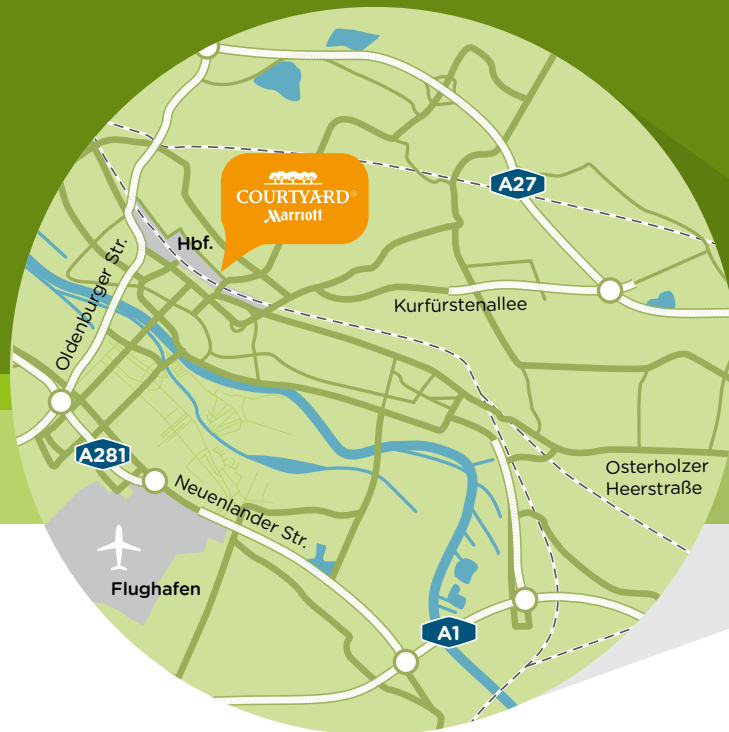 COURTYARD®
Marriott
A27
Hbf.
Oldenburger Str.
Kurfürstenallee
A281
Osterholzer
Heerstraße
Neuenlander Str.
Flughafen
A1